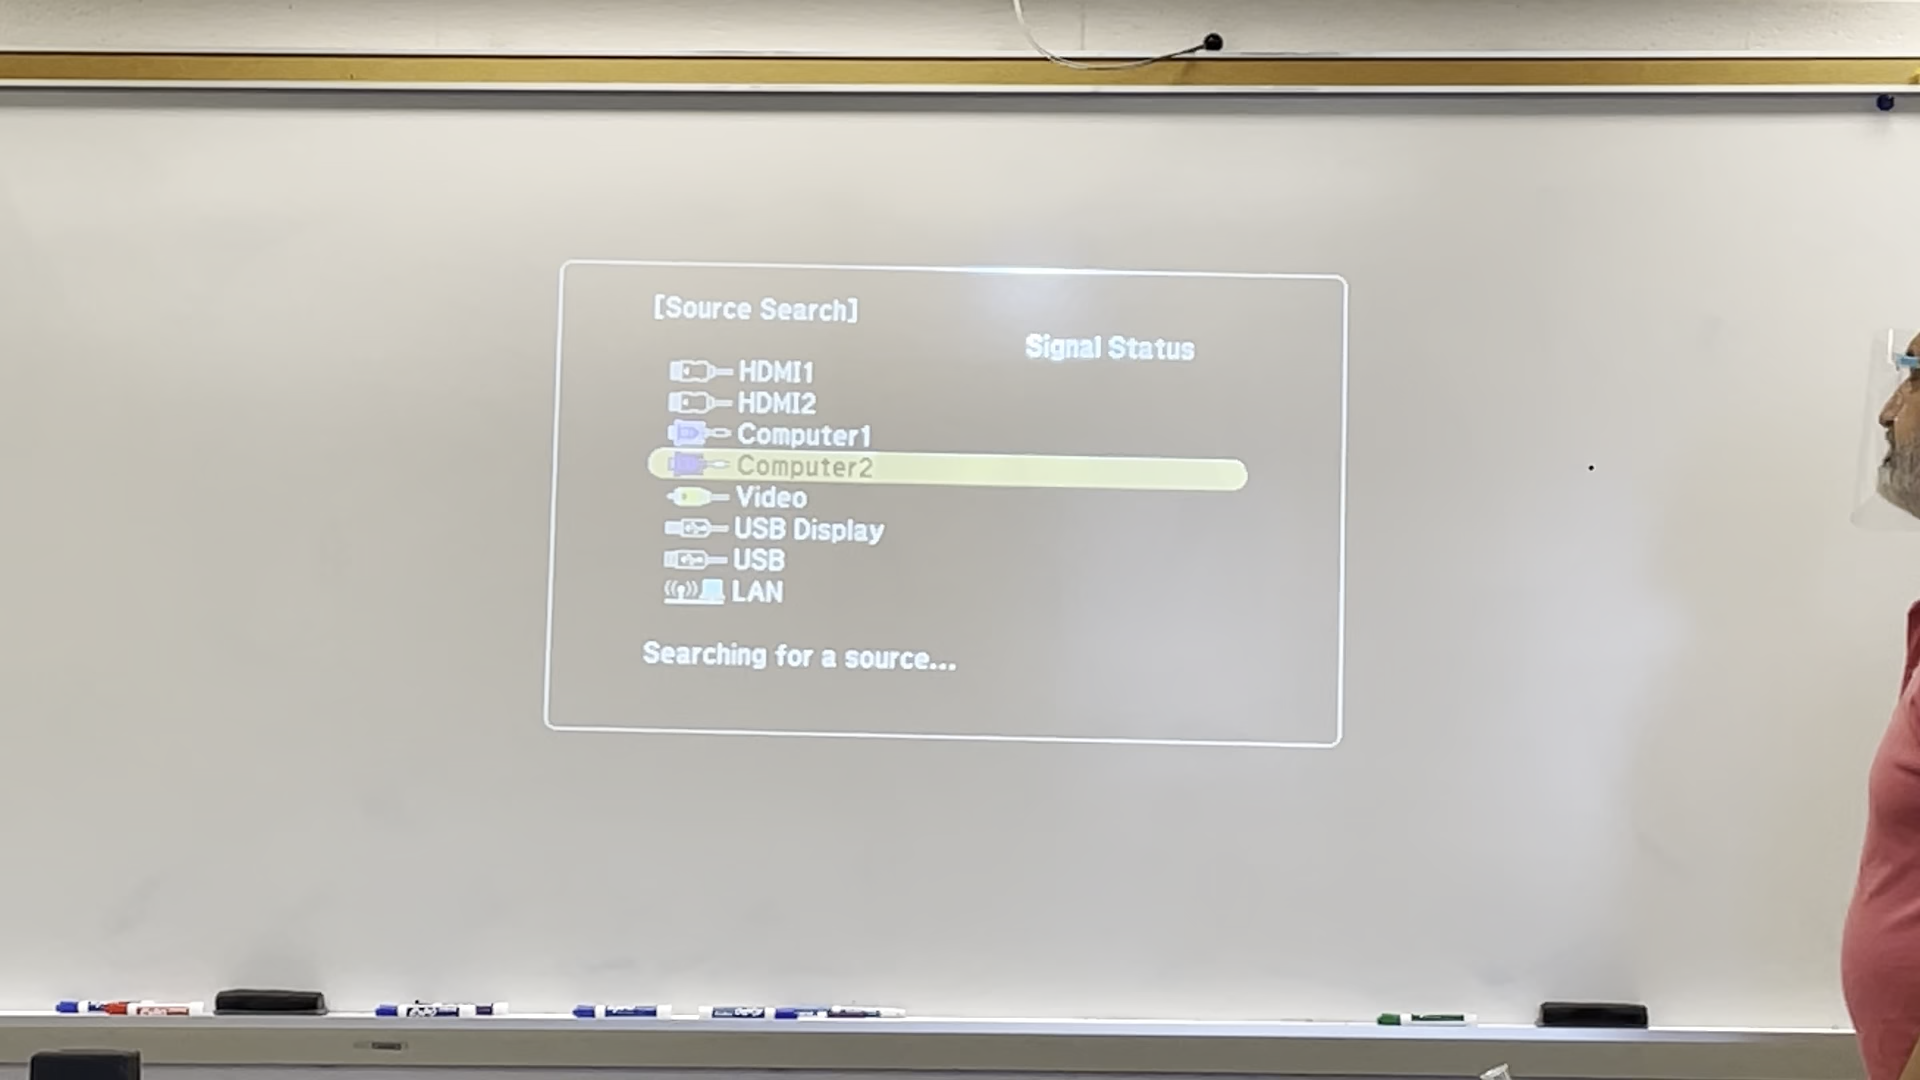 [Source Search]
Signal Status
HDMI1
HDMI2
Computer1
Computer2
Video
USB Display
USB
LAN
Searching for a source...